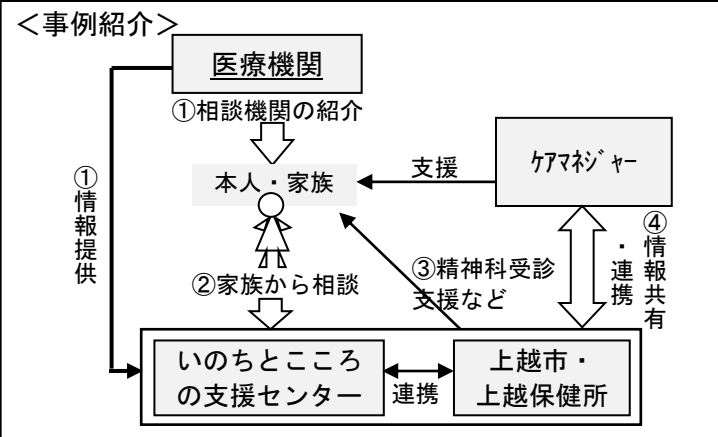 ＜事例紹介＞
医療機関
①相談機関の紹介
本人・家族
支援
ｹｱﾏﾈｼﾞｬｰ
①情報提供
②家族から相談
③精神科受診
支援など
④情報共有
・連携
いのちとこころ
の支援センター
連携
上越市・
上越保健所